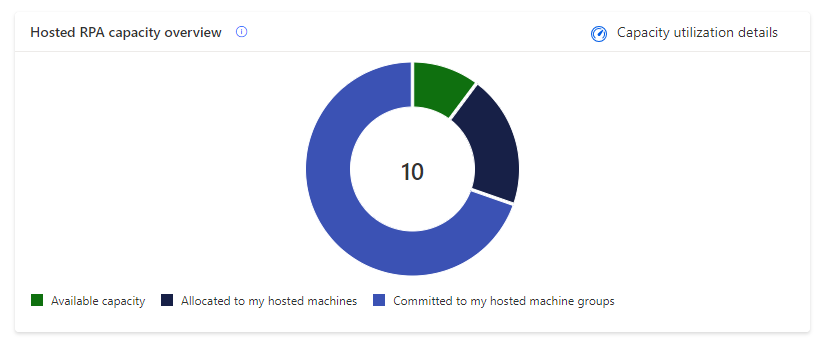 Hosted RPA capacity overview
Capacity utilization details
10
Available capacity
Allocated to my hosted machines
Committed to my hosted machine groups